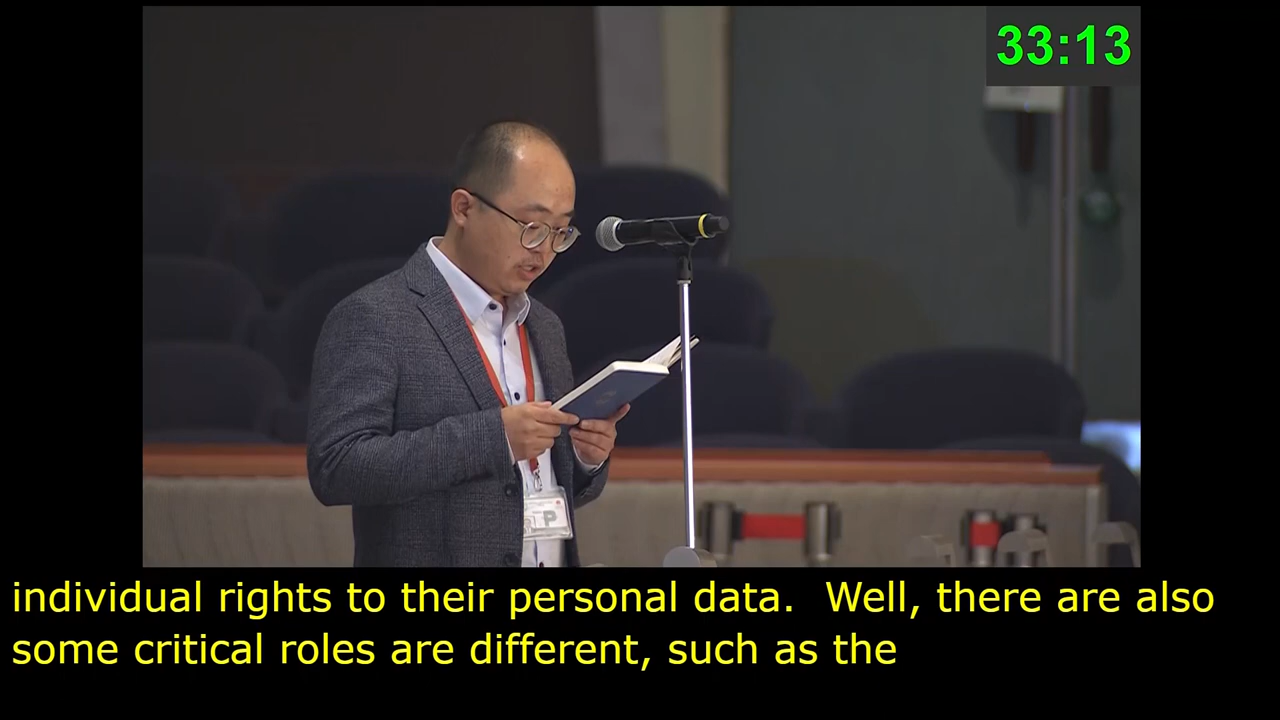 33:13
P
individual rights to their personal data.  Well, there are also
some critical roles are different, such as the